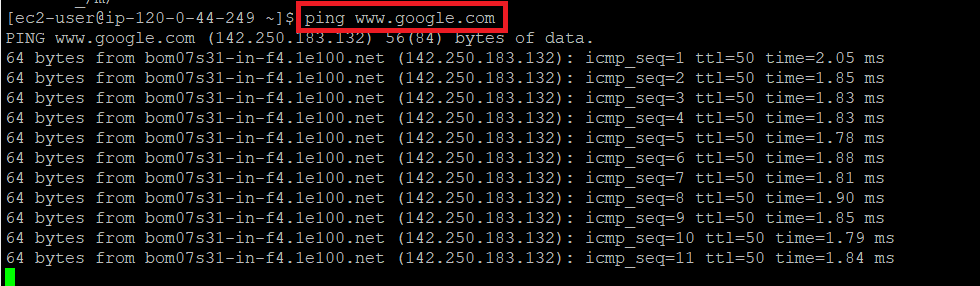 _/m/
[ec2-user@ip-120-0-44-249 ~]$ ping www.google.com
PING www.google.com (142.250.183.132) 56(84) bytes of data.
64 bytes from bom07s31-in-f4.1e100.net (142.250.183.132): icmp_seq=1 ttl=50 time=2.05 ms
64 bytes from bom07s31-in-f4.1e100.net (142.250.183.132): icmp_seq=2 ttl=50 time=1.85 ms
64 bytes from bom07s31-in-f4.1e100.net (142.250.183.132): icmp_seq=3 ttl=50 time=1.83 ms
64 bytes from bom07s31-in-f4.1e100.net (142.250.183.132): icmp_seq=4 ttl=50 time=1.83 ms
64 bytes from bom07s31-in-f4.1e100.net (142.250.183.132): icmp_seq=5 ttl=50 time=1.78 ms
64 bytes from bom07s31-in-f4.1e100.net (142.250.183.132): icmp_seq=6 ttl=50 time=1.88 ms
64 bytes from bom07s31-in-f4.1e100.net (142.250.183.132): icmp_seq=7 ttl=50 time=1.81 ms
64 bytes from bom07s31-in-f4.1e100.net (142.250.183.132): icmp_seq=8 ttl=50 time=1.90 ms
64 bytes from bom07s31-in-f4.1e100.net (142.250.183.132): icmp_seq=9 ttl=50 time=1.85 ms
64 bytes from bom07s31-in-f4.1e100.net (142.250.183.132): icmp_seq=10 ttl=50 time=1.79 ms
64 bytes from bom07s31-in-f4.1e100.net (142.250.183.132): icmp_seq=11 ttl=50 time=1.84 ms